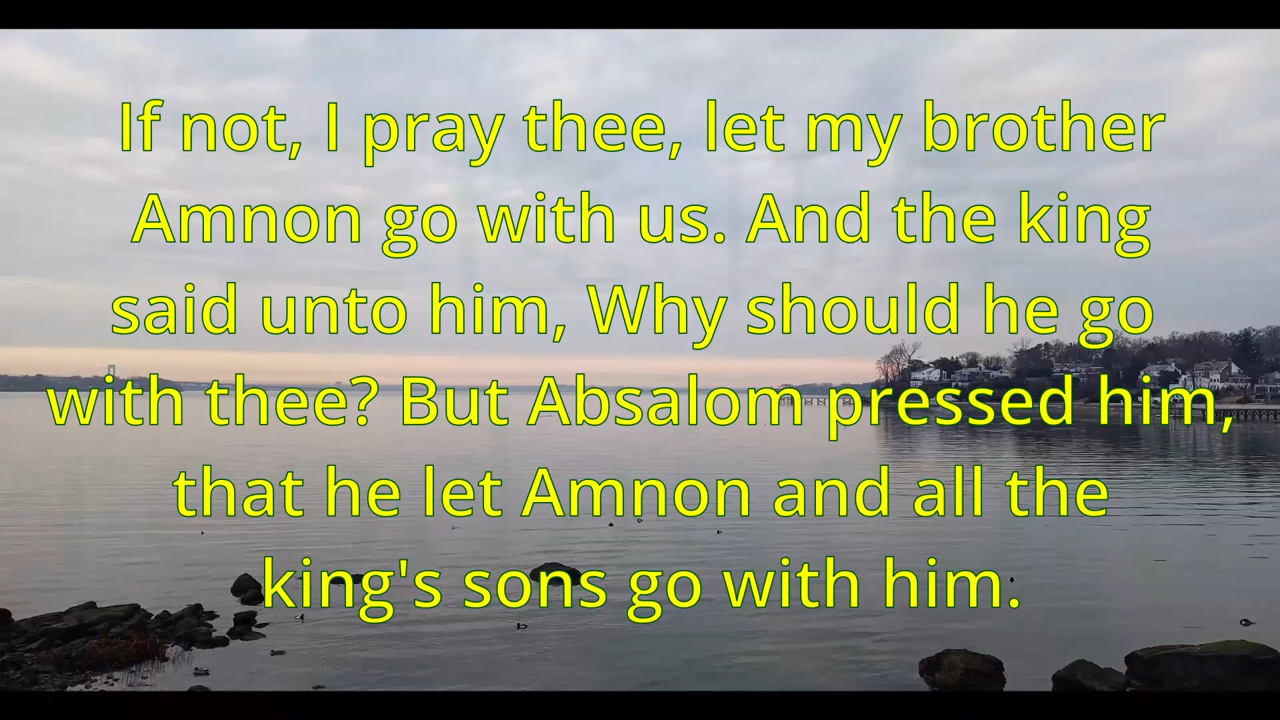 If not, I pray thee, let my brother
Amnon go with us. And the king
said unto him, Why should he go
with thee? But Absalom pressed him,
that he let Amnon and all the
king's sons go with him.